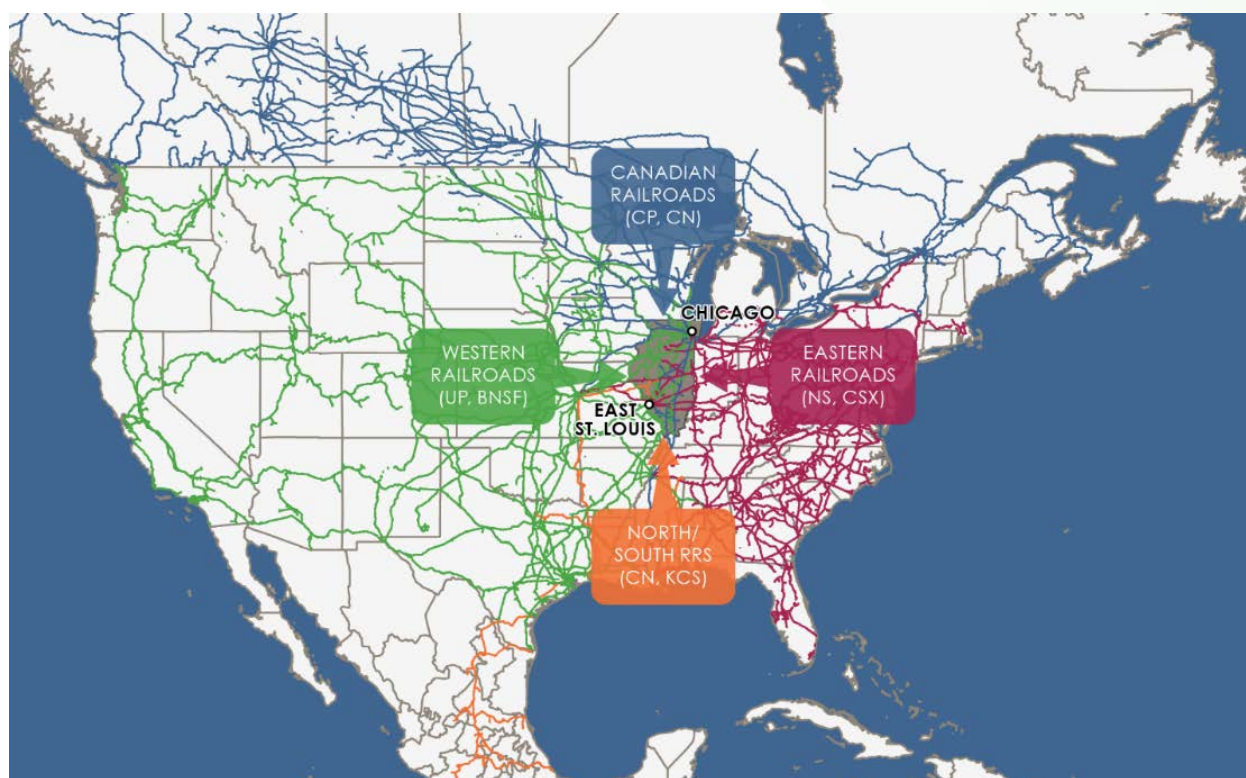 CANADIAN
RAILROADS
(CP, CN)
CHICAGO
WESTERN
RAILROADS
(UP, BNSF)
EASTERN
RAILROADS
(NS, CSX)
EAST
ST. LOUIS
NORTH/
SOUTH RRS
(CN, KCS)